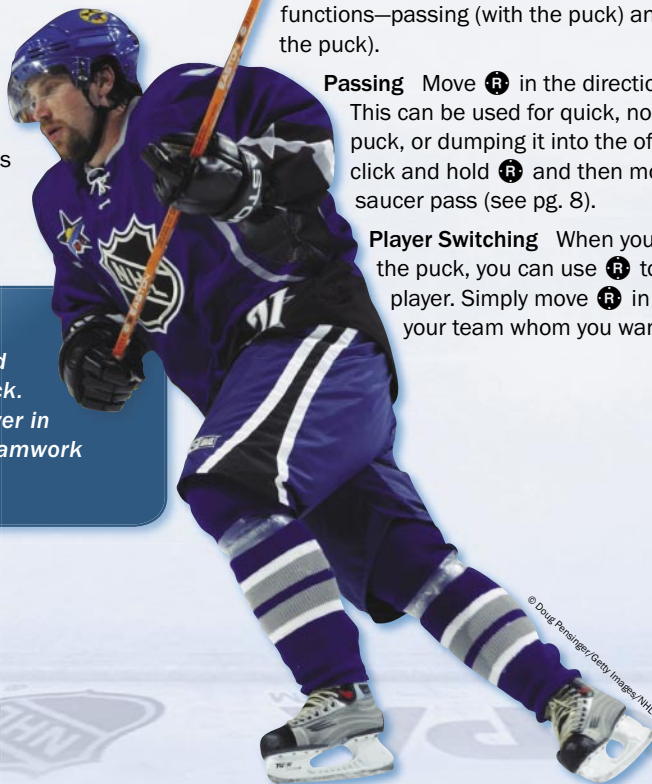 functions—passing (with the puck) an
the puck).
Passing Move R in the directio
This can be used for quick, no
puck, or dumping it into the of
click and hold R and then mo
saucer pass (see pg. 8).
Player Switching When you
the puck, you can use R to
player. Simply move R in
your team whom you wan
s
d
ck.
er in
amwork
NHL
© Doug Pensinger/Getty Images/NHL
NHL